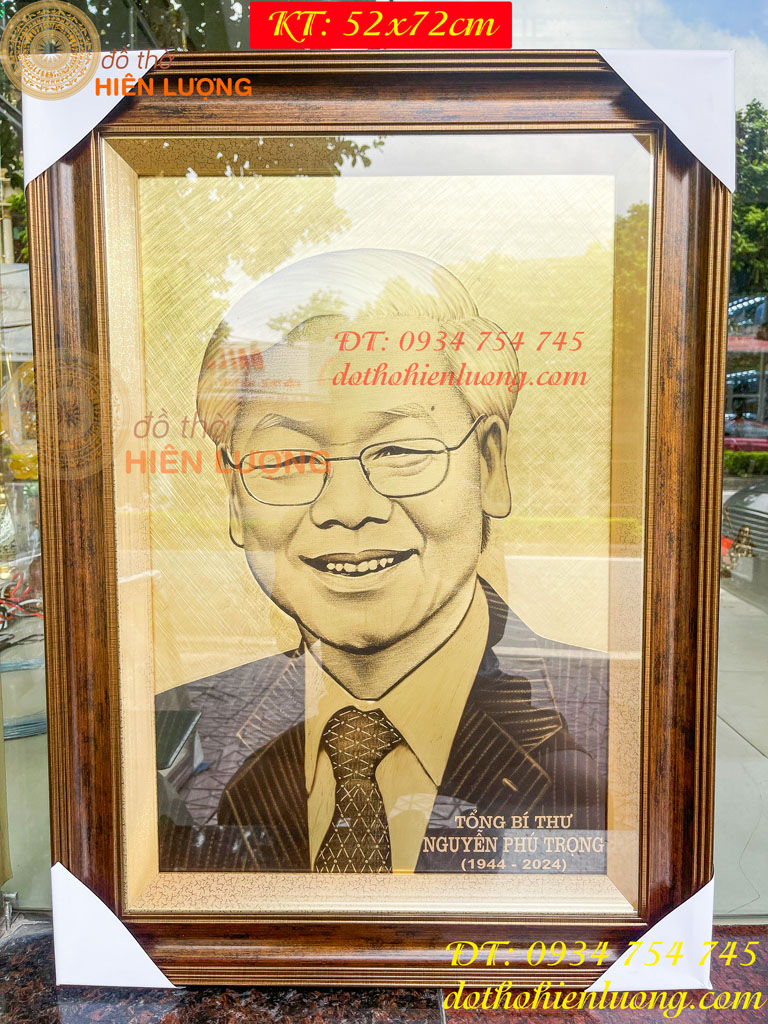 KT: 52x72cm
đồ thờ
HIÊN LƯỢNG
ĐT: 0934 754 745
dothohienluong.com
đồ thờ
HIÊN LƯỢNG
TỔNG BÍ THƯ
NGUYỄN PHÚ TRỌNG
(1944 - 2024)
ĐT: 0934 754 745
dothohienluong.com